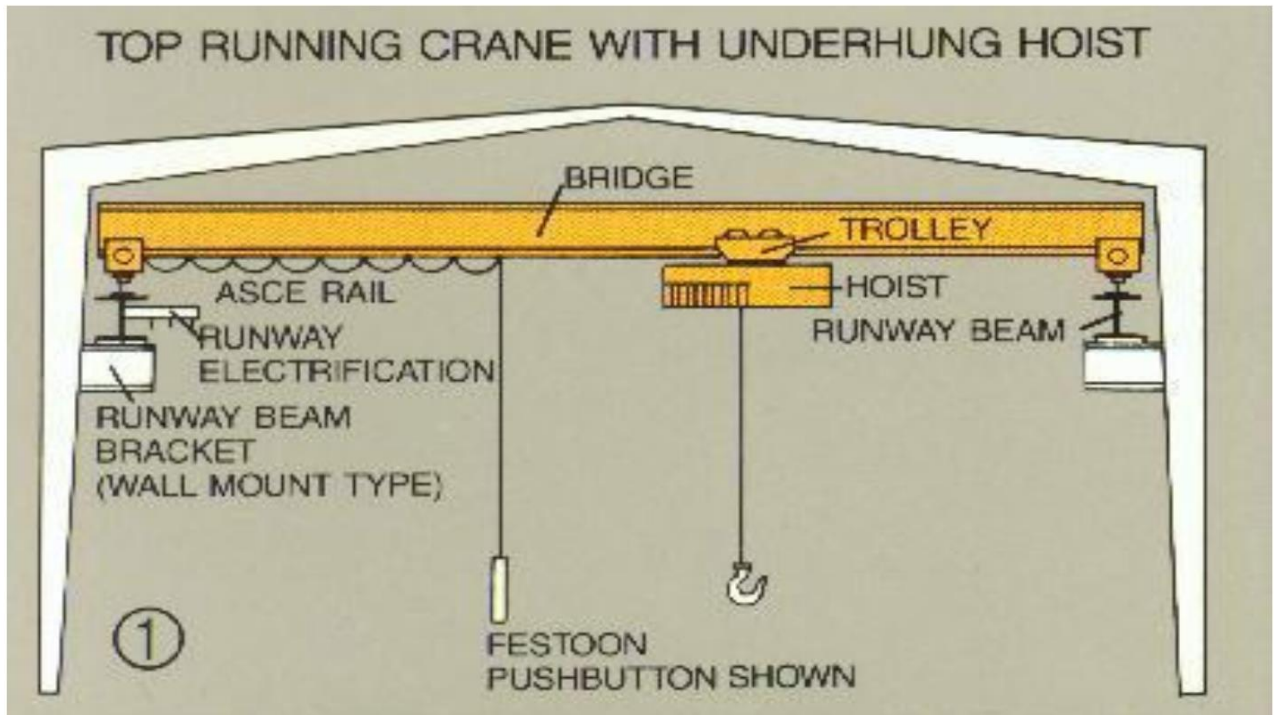 TOP RUNNING CRANE WITH UNDERHUNG HOIST
BRIDGE
TROLLEY
HOIST
ASCE RAIL
RUNWAY BEAM
RUNWAY
ELECTRIFICATION
RUNWAY BEAM
BRACKET
(WALL MOUNT TYPE)
1
FESTOON
PUSHBUTTON SHOWN